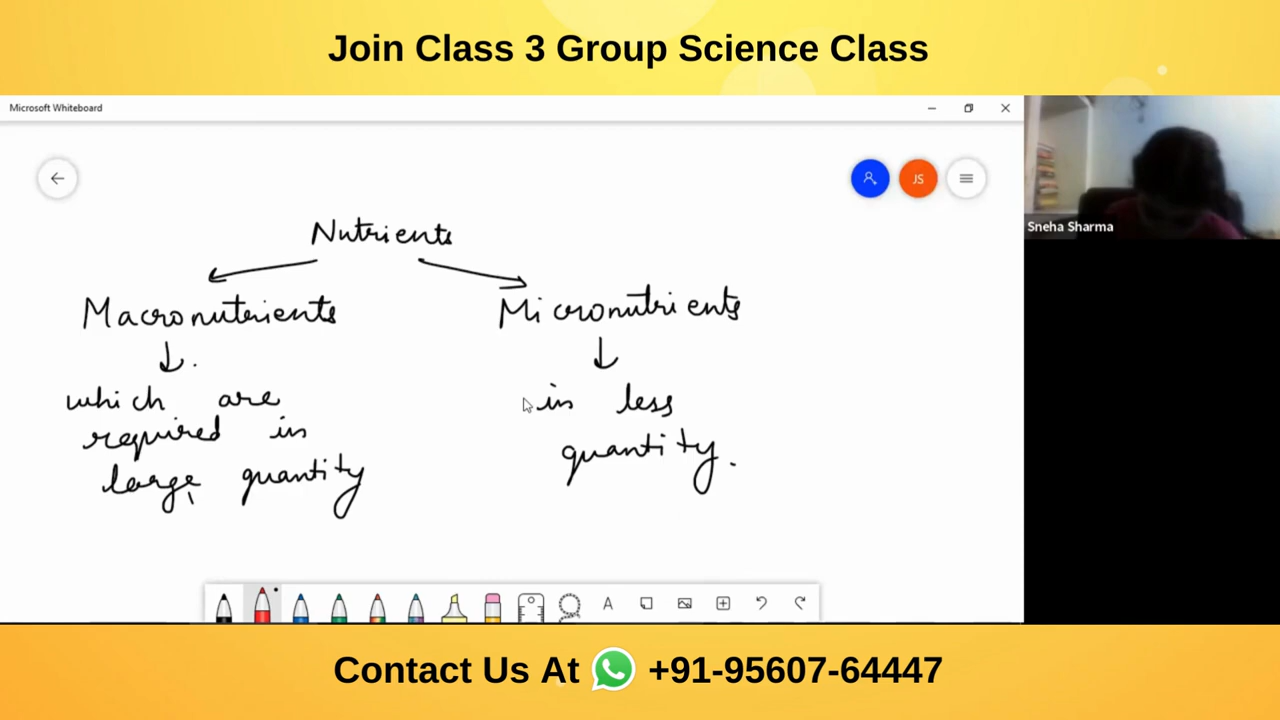 Join Class 3 Group Science Class
Microsoft Whiteboard
JS
Sneha Sharma
Nutrients
Macronutrients
Micronutrients
which are
required in
large quantity
in less
quantity.
A
Contact Us At +91-95607-64447